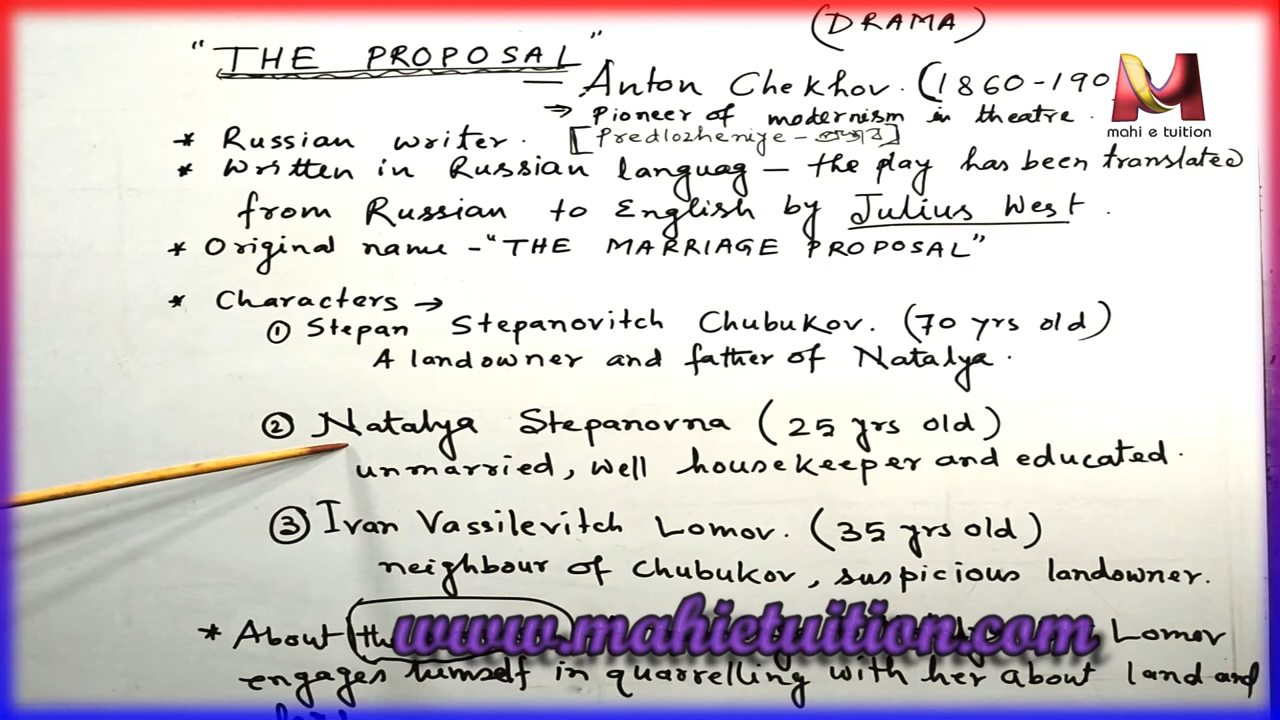 (DRAMA)
"THE PROPOSAL"
— Anton Chekhov. (1860-190
→ Pioneer of modernism in theatre.
mahi e tuition
* Russian writer. [Predlozheniye -
* Written in Russian languag — the play has been translated
from Russian to English by Julius West.
* Original name - "THE MARRIAGE PROPOSAL"
* Characters →
① Stepan Stepanovitch Chubukov. (70 yrs old)
A landowner and father of Natalya.
② Natalya Stepanovna (25 yrs old)
unmarried, well housekeeper and educated.
③ Ivan Vassilevitch Lomov. (35 yrs old)
neighbour of Chubukov, suspicious landowner.
* About Lomov
www.mahietuition.com
engages himself in quarrelling with her about land and